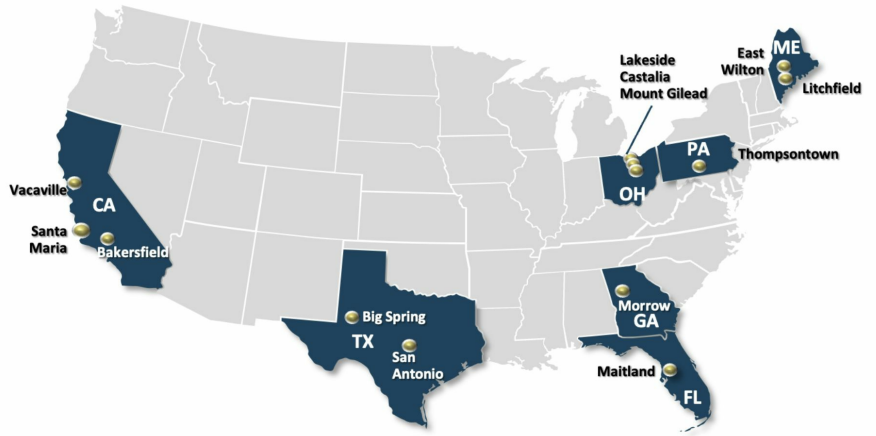 Lakeside
Castalia
Mount Gilead
East
Wilton
ME
Litchfield
PA
Thompsontown
OH
Vacaville
CA
Santa
Maria
Bakersfield
Big Spring
TX
San
Antonio
Morrow
GA
Maitland
FL